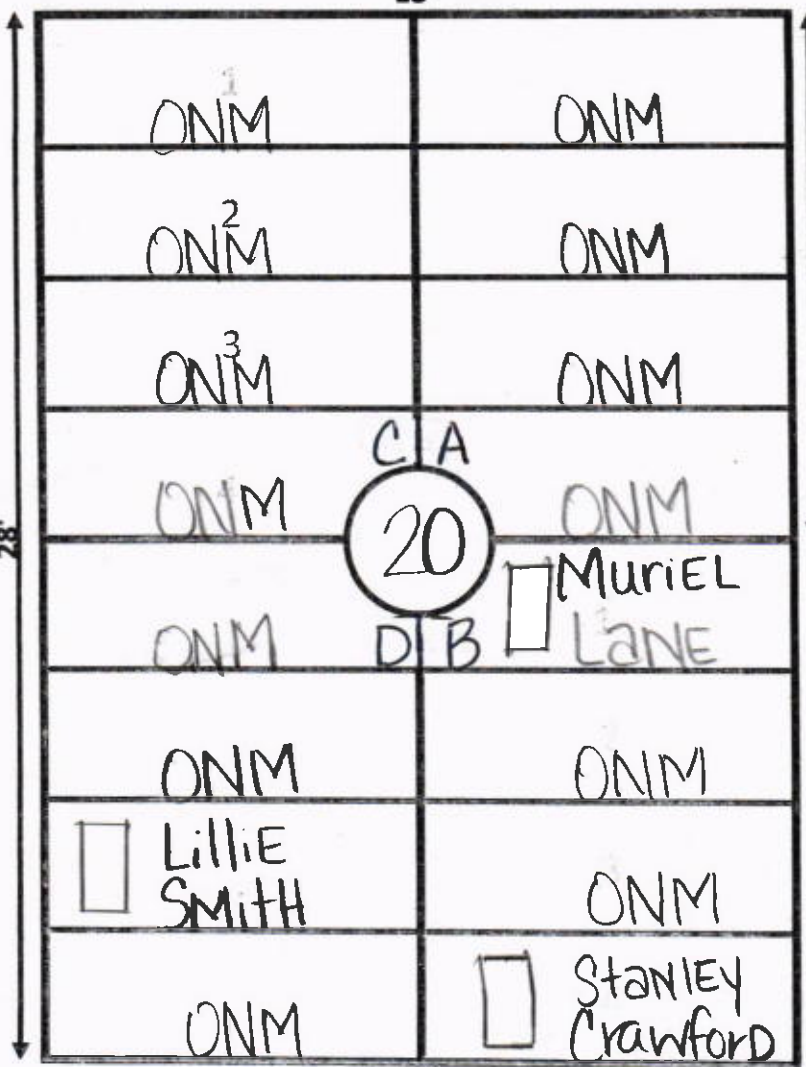 1
ONM ONM
2
ONM ONM
3
ONM ONM
C A
ONM ONM
20
28'
Muriel
ONM D B Lane
ONM ONM
Lillie
Smith ONM
Stanley
ONM Crawford